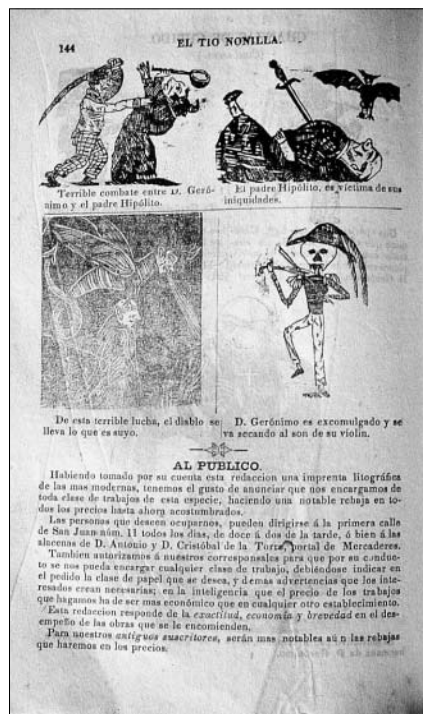 144
EL TIO NONILLA.
Terrible combate entre D. Geró-
nimo y el padre Hipólito.
El padre Hipólito, es víctima de sus
iniquidades.
De esta terrible lucha, el diablo se
lleva lo que es suyo.
D. Gerónimo es excomulgado y se
va secando al son de su violin.
AL PUBLICO.
Habiendo tomado por su cuenta esta redaccion una imprenta litográfica
de las mas modernas, tenemos el gusto de anunciar que nos encargamos de
toda clase de trabajos de esta especie, haciendo una notable rebaja en to-
dos los precios hasta ahora acostumbrados.
Las personas que deseen ocuparnos, pueden dirigirse á la primera calle
de San Juan núm. 11 todos los dias, de doce á dos de la tarde, ó bien á las
alacenas de D. Antonio y D. Cristóbal de la Torre, portal de Mercaderes.
Tambien autorizamos á nuestros corresponsales para que por su conduc-
to se nos pueda encargar cualquier clase de trabajo, debiéndose indicar en
el pedido la clase de papel que se desea, y demas advertencias que los inte-
resados crean necesarias; en la inteligencia que el precio de los trabajos
que hagamos ha de ser mas económico que en cualquier otro establecimiento.
Esta redaccion responde de la exactitud, economía y brevedad en el des-
empeño de las obras que se le encomienden.
Para nuestros antiguos suscritores, serán mas notables aún las rebajas
que haremos en los precios.